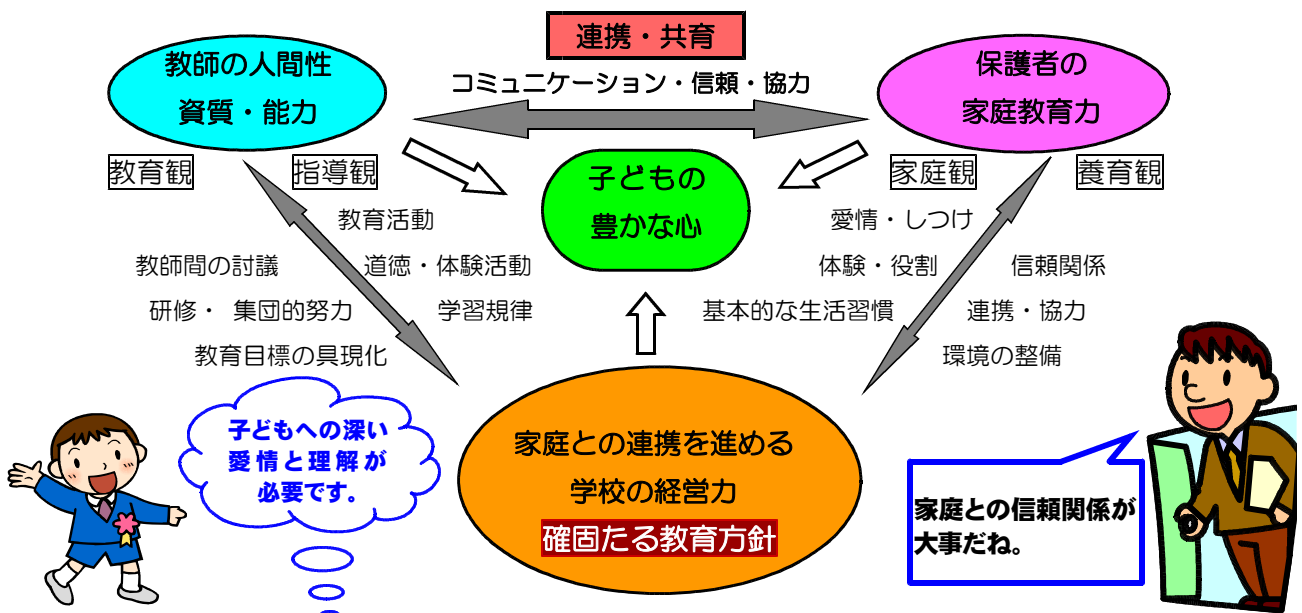 連携・共育
教師の人間性
資質・能力
コミュニケーション・信頼・協力
保護者の
家庭教育力
教育観
指導観
子どもの
豊かな心
家庭観
養育観
教育活動
愛情・しつけ
教師間の討議
道徳・体験活動
体験・役割
信頼関係
研修・ 集団的努力
学習規律
基本的な生活習慣
連携・協力
教育目標の具現化
環境の整備
子どもへの深い
愛情と理解が
必要です。
家庭との連携を進める
学校の経営力
確固たる教育方針
家庭との信頼関係が
大事だね。